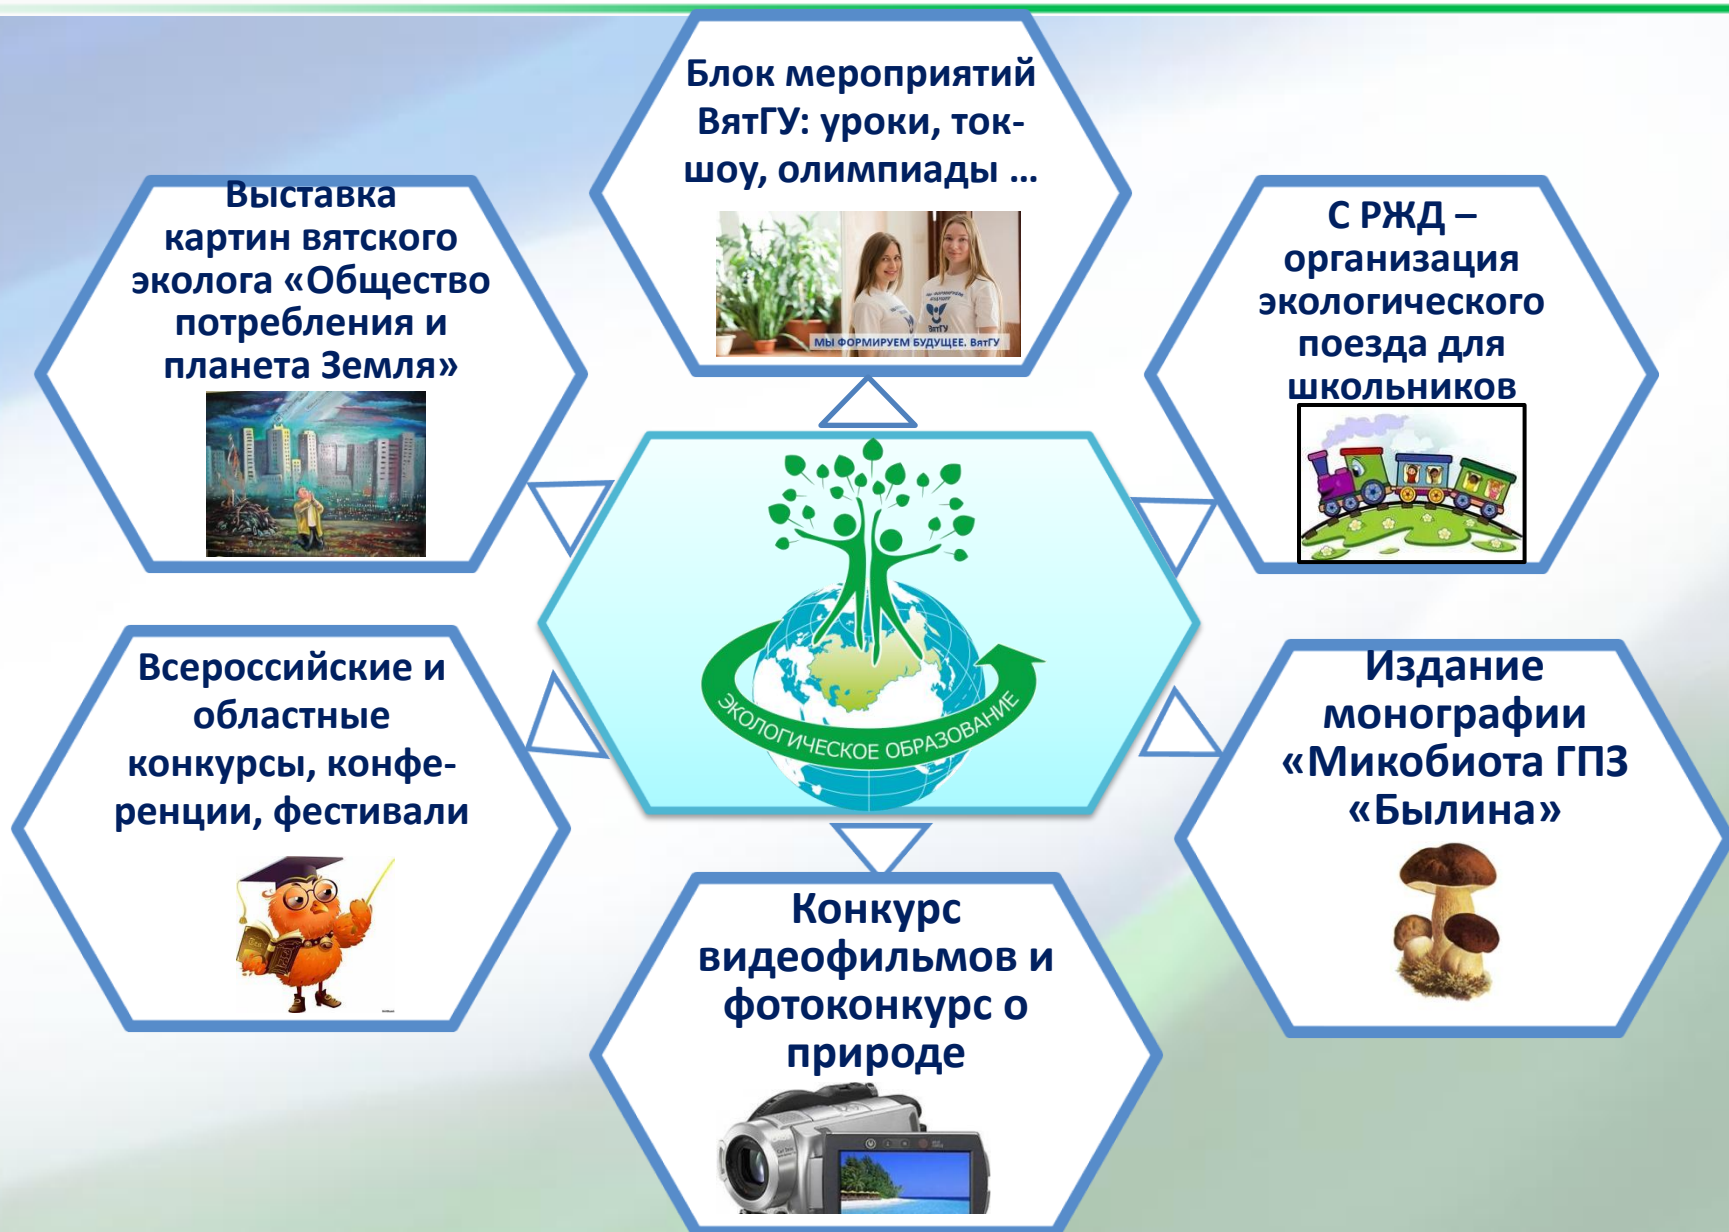 Блок мероприятий
ВятГУ: уроки, ток-
шоу, олимпиады ...
ВятГУ
МЫ ФОРМИРУЕМ БУДУЩЕЕ. ВятГУ
Выставка
картин вятского
эколога «Общество
потребления и
планета Земля»
С РЖД –
организация
экологического
поезда для
школьников
ЭКОЛОГИЧЕСКОЕ ОБРАЗОВАНИЕ
Всероссийские и
областные
конкурсы, конфе-
ренции, фестивали
Издание
монографии
«Микобиота ГПЗ
«Былина»
Конкурс
видеофильмов и
фотоконкурс о
природе